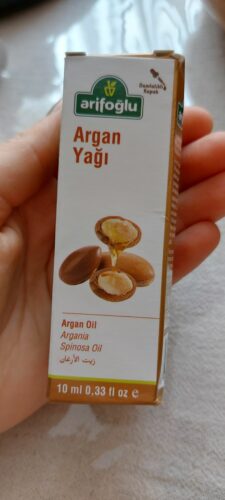 arifoğlu
Damlalıklı
Kapak
Argan
Yağı
Argan Oil
Argania
Spinosa Oil
زيت الأرغان
10 ml 0.33 fl oz ℮